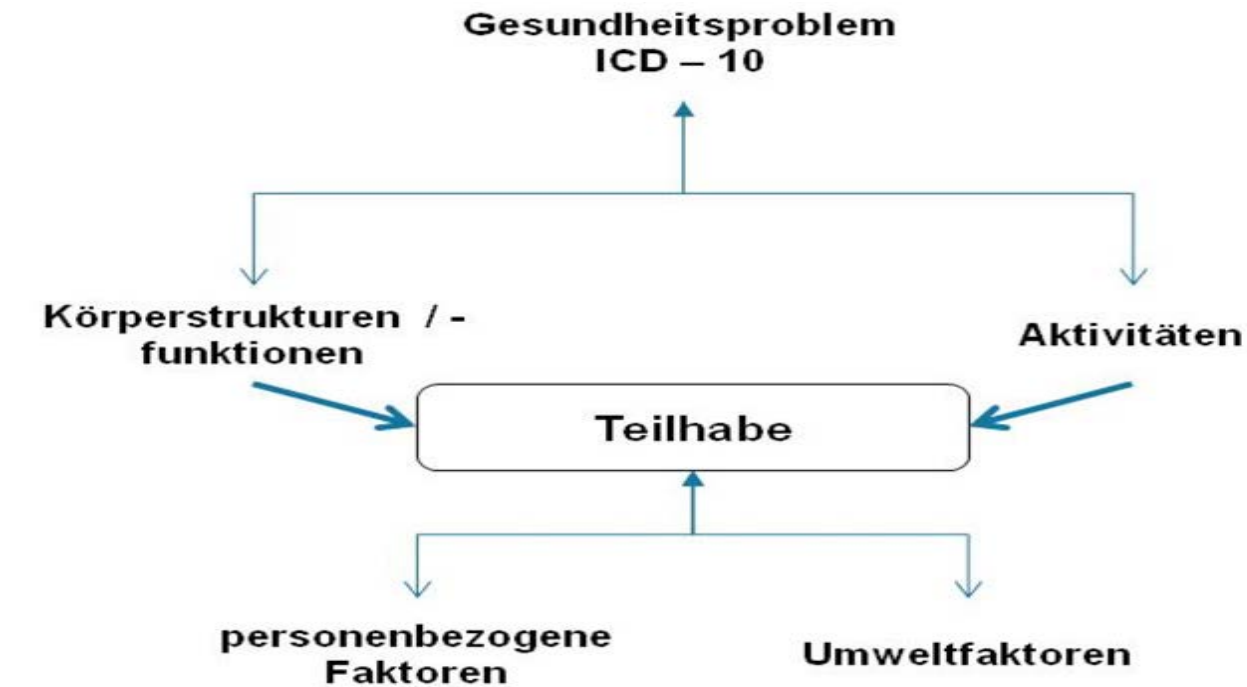 Gesundheitsproblem
ICD – 10
Körperstrukturen / -
funktionen
Aktivitäten
Teilhabe
personenbezogene
Faktoren
Umweltfaktoren